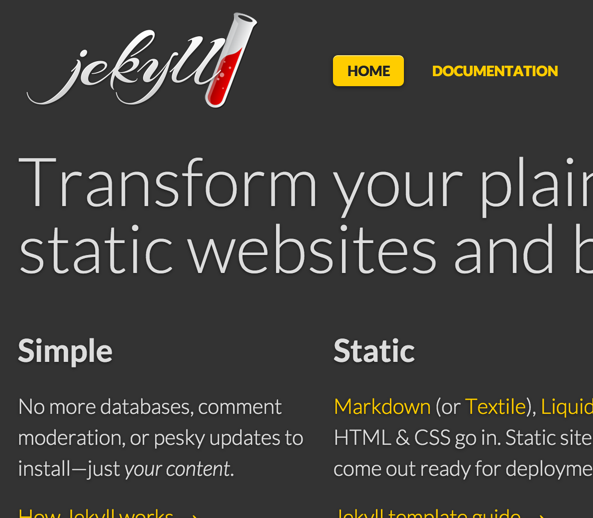 jekyll
HOME DOCUMENTATION
Transform your plain
static websites and b
Simple
No more databases, comment
moderation, or pesky updates to
install—just your content.
How Jekyll works →
Static
Markdown (or Textile), Liquid
HTML & CSS go in. Static site
come out ready for deployme
Jekyll template guide →